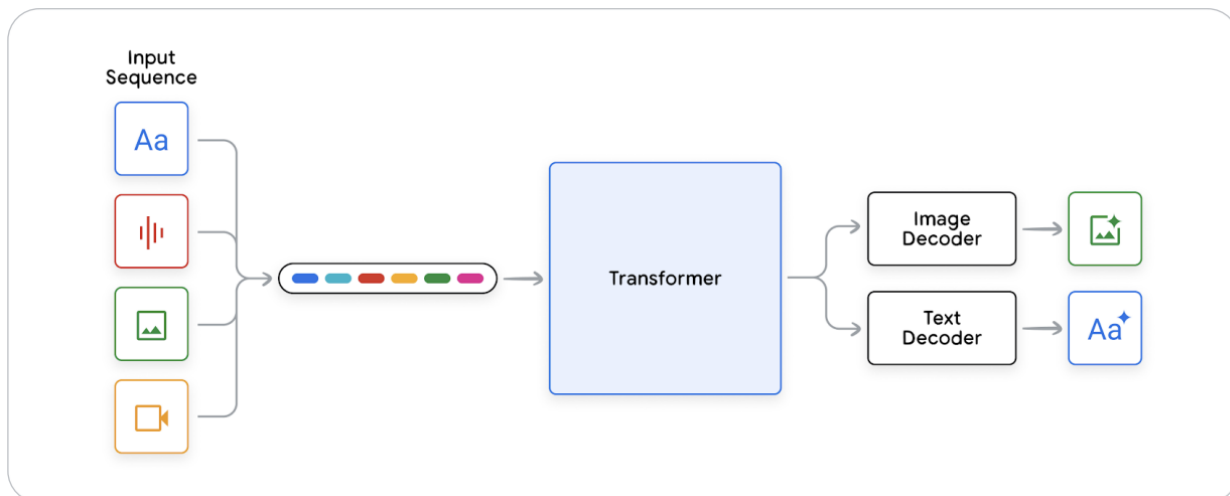 Input
Sequence
Aa
Transformer
Image
Decoder
Text
Decoder
Aa